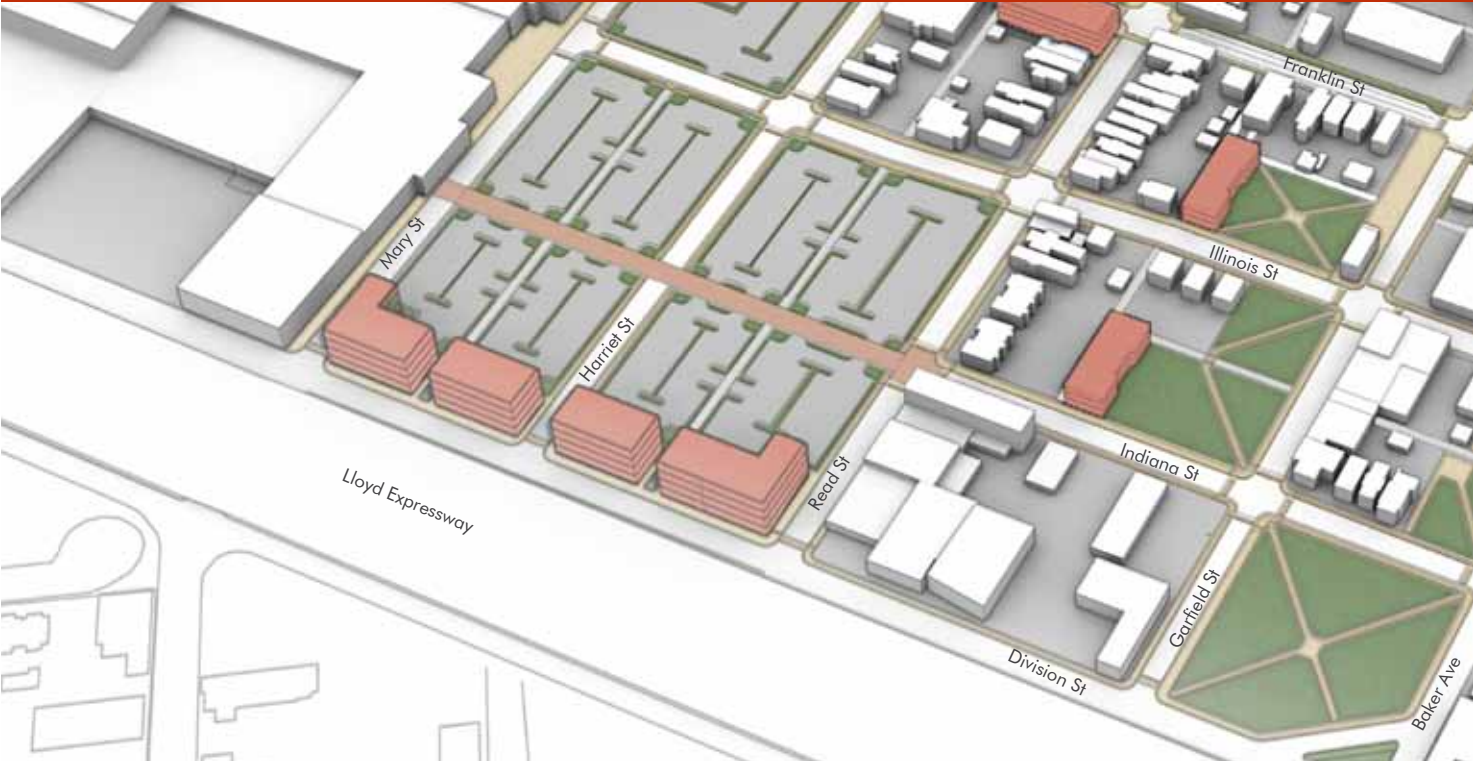 Franklin St
Mary St
Illinois St
Harriet St
Indiana St
Read St
Lloyd Expressway
Garfield St
Division St
Baker Ave